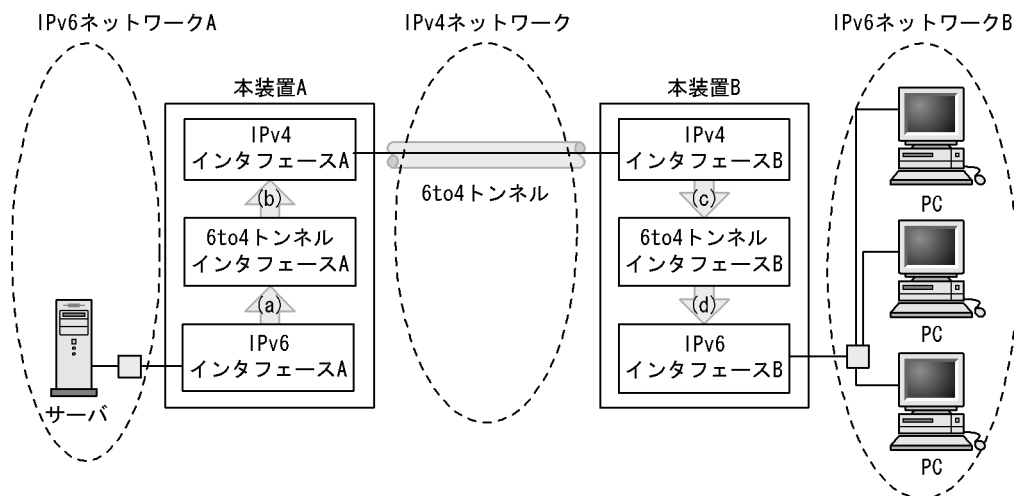 IPv6ネットワークA
IPv4ネットワーク
IPv6ネットワークB
本装置A
本装置B
IPv4
インタフェースA
(b)
6to4トンネル
インタフェースA
(a)
IPv6
インタフェースA
サーバ
6to4トンネル
IPv4
インタフェースB
(c)
6to4トンネル
インタフェースB
(d)
IPv6
インタフェースB
PC
PC
PC